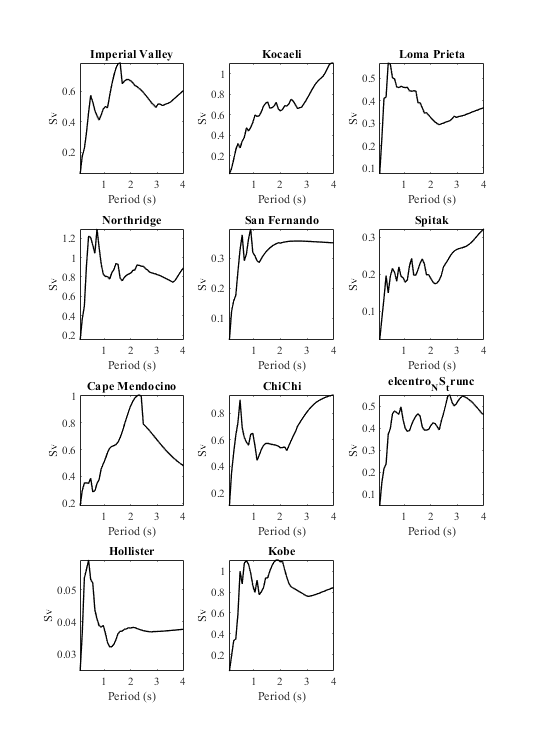 Imperial Valley
0.6
0.4
0.2
Sv
1 2 3 4
Period (s)
Kocaeli
1
0.8
0.6
0.4
0.2
Sv
1 2 3 4
Period (s)
Loma Prieta
0.5
0.4
0.3
0.2
0.1
Sv
1 2 3 4
Period (s)
Northridge
1.2
1
0.8
0.6
0.4
0.2
Sv
1 2 3 4
Period (s)
San Fernando
0.3
0.2
0.1
Sv
1 2 3 4
Period (s)
Spitak
0.3
0.2
0.1
Sv
1 2 3 4
Period (s)
Cape Mendocino
1
0.8
0.6
0.4
0.2
Sv
1 2 3 4
Period (s)
ChiChi
0.8
0.6
0.4
0.2
Sv
1 2 3 4
Period (s)
elcentro_NS_trunc
0.5
0.4
0.3
0.2
0.1
Sv
1 2 3 4
Period (s)
Hollister
0.05
0.04
0.03
Sv
1 2 3 4
Period (s)
Kobe
1
0.8
0.6
0.4
0.2
Sv
1 2 3 4
Period (s)